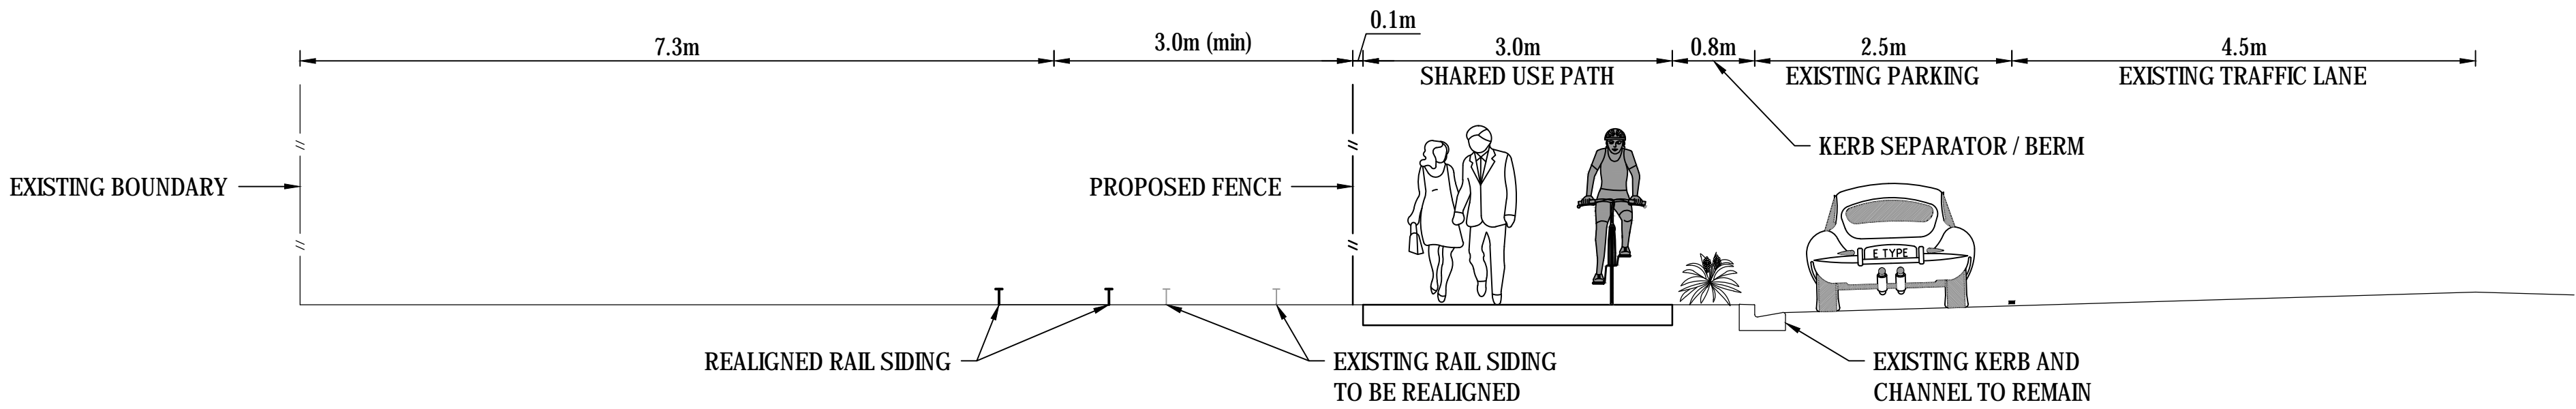 0.1m
7.3m
3.0m (min)
3.0m
0.8m
2.5m
4.5m
SHARED USE PATH
EXISTING PARKING
EXISTING TRAFFIC LANE
KERB SEPARATOR / BERM
EXISTING BOUNDARY
PROPOSED FENCE
E TYPE
REALIGNED RAIL SIDING
EXISTING RAIL SIDING
TO BE REALIGNED
EXISTING KERB AND
CHANNEL TO REMAIN